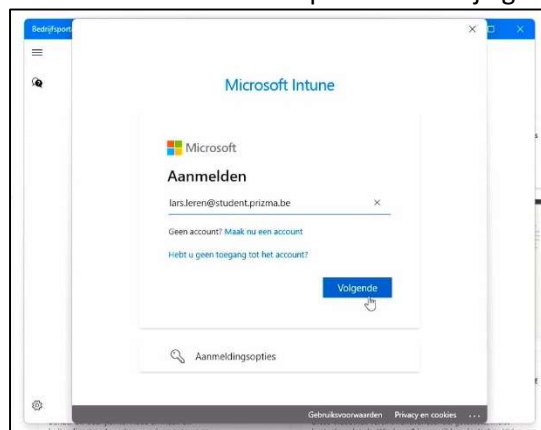 Bedrijfsport
Microsoft Intune
Microsoft
Aanmelden
lars.leren@student.prizma.be
Geen account? Maak nu een account
Hebt u geen toegang tot het account?
Volgende
Aanmeldingsopties
Gebruiksvoorwaarden Privacy en cookies ...